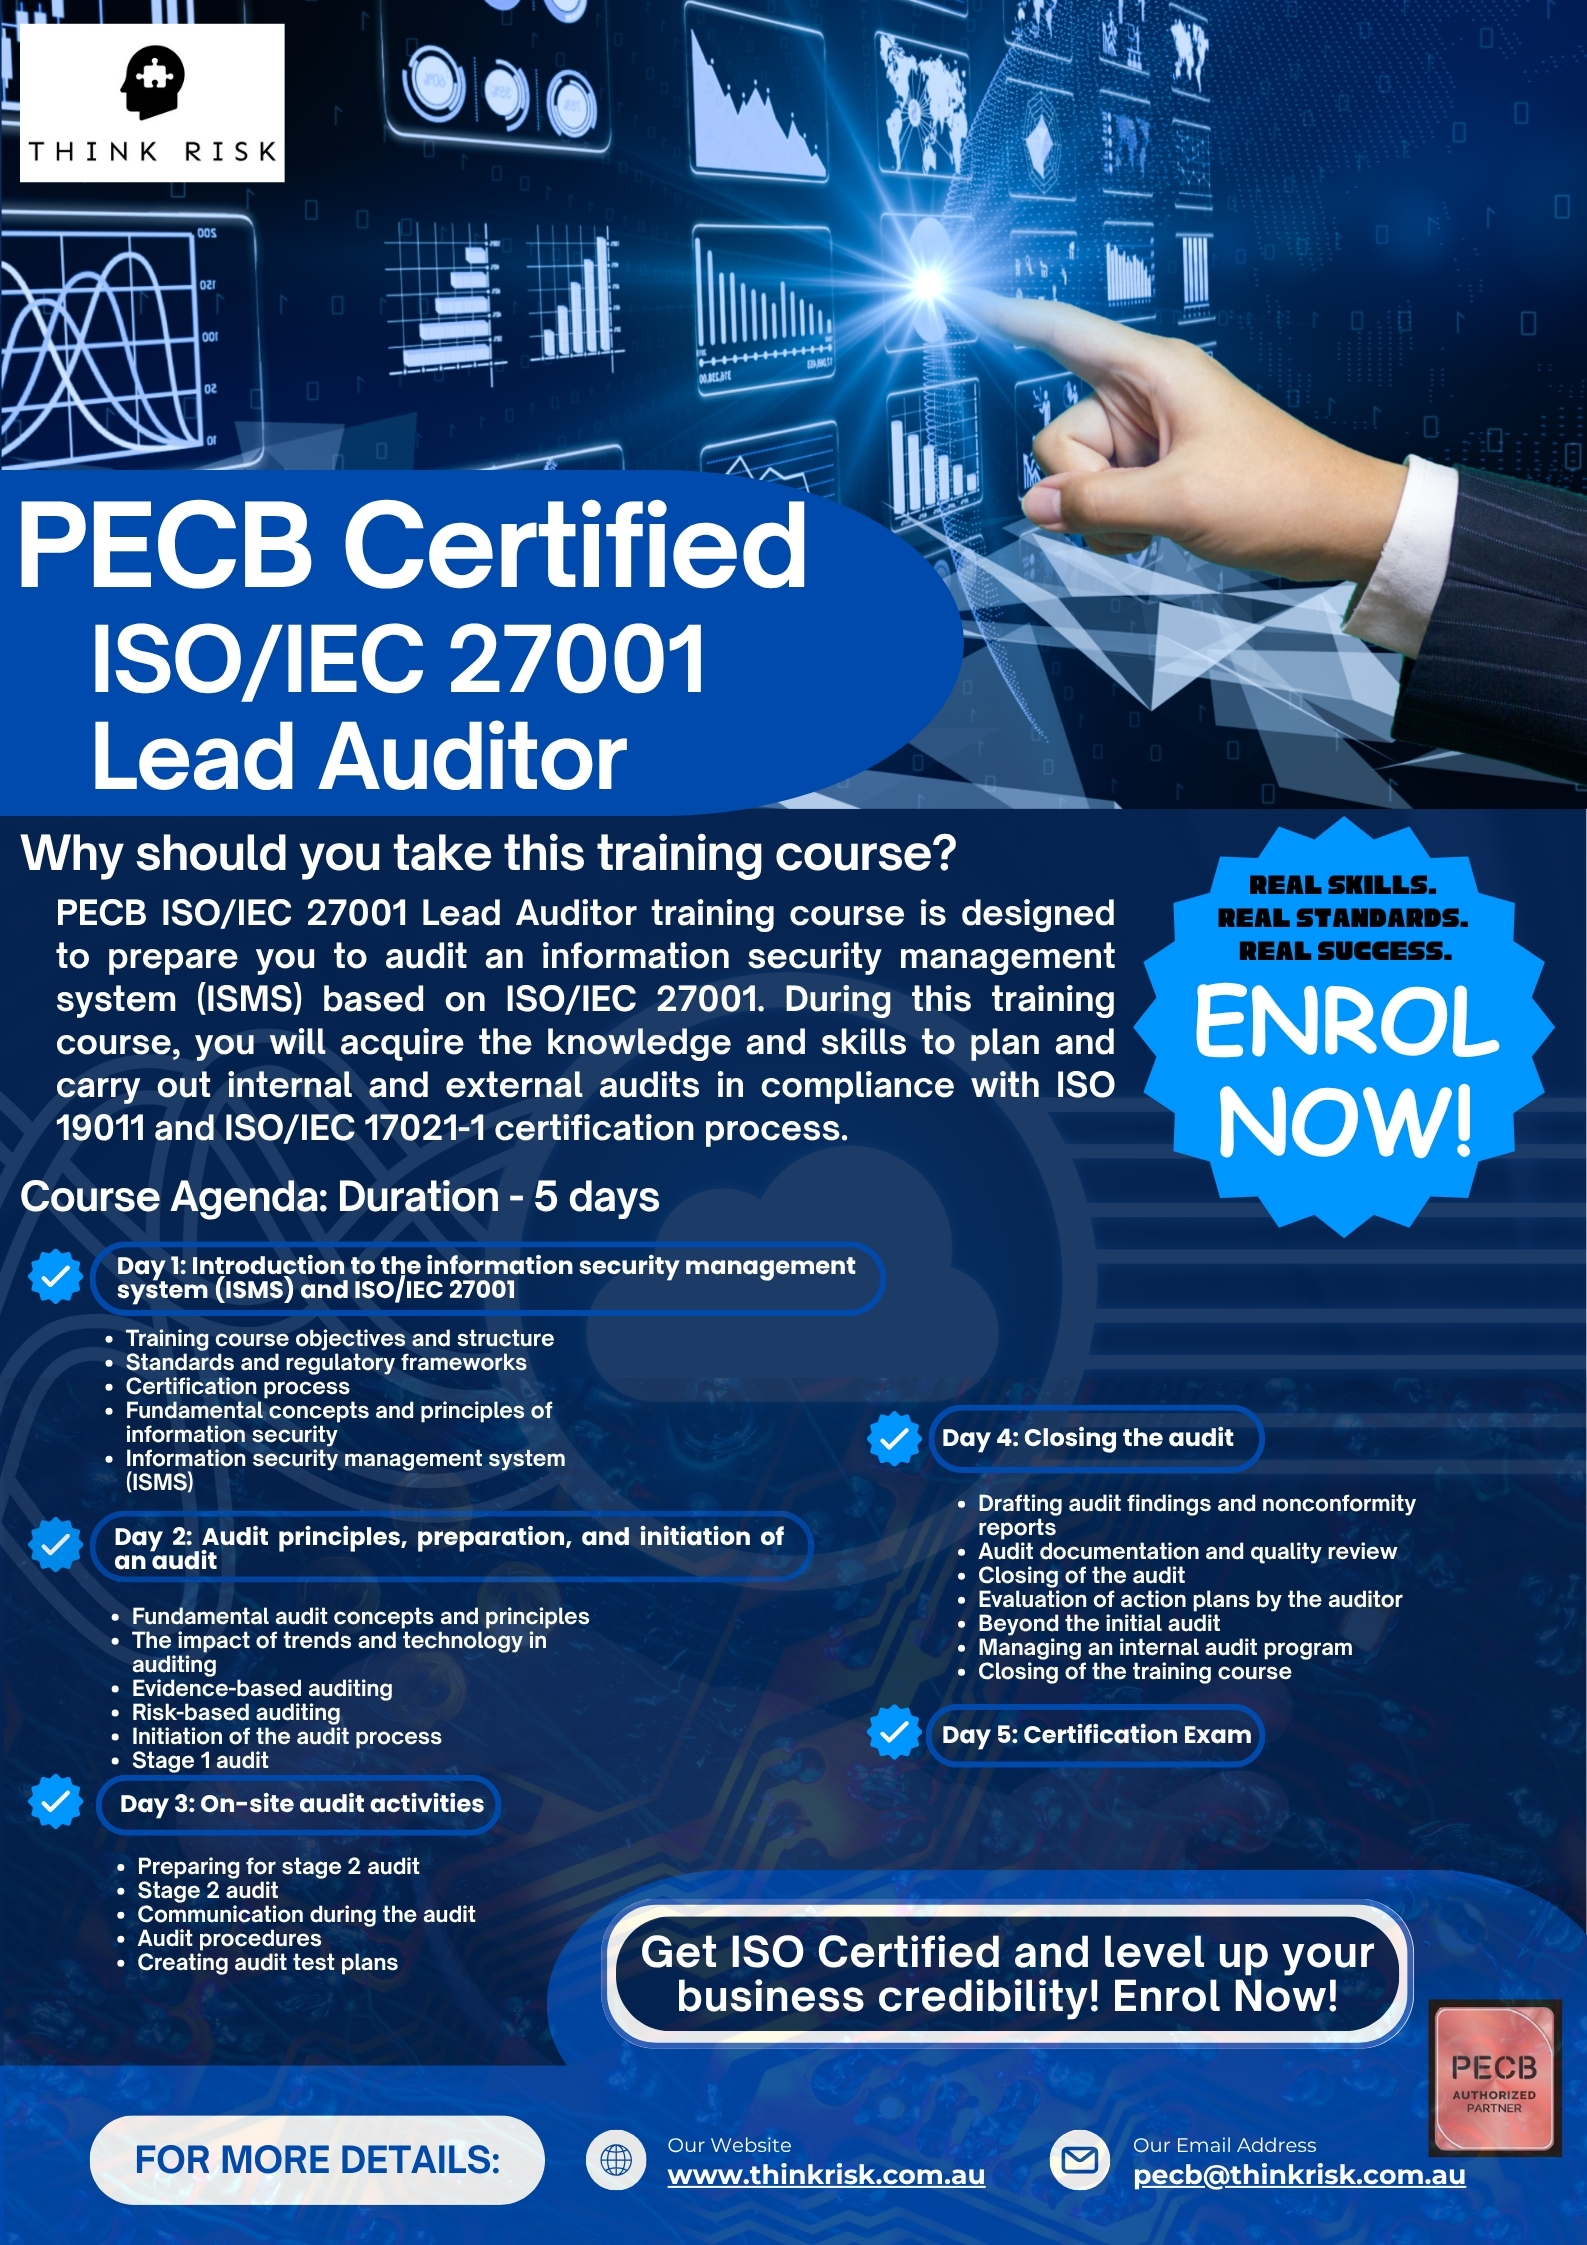 THINK RISK
PECB Certified
ISO/IEC 27001
Lead Auditor
Why should you take this training course?
PECB ISO/IEC 27001 Lead Auditor training course is designed
to prepare you to audit an information security management
system (ISMS) based on ISO/IEC 27001. During this training
course, you will acquire the knowledge and skills to plan and
carry out internal and external audits in compliance with ISO
19011 and ISO/IEC 17021-1 certification process.
REAL SKILLS.
REAL STANDARDS.
REAL SUCCESS.
ENROL
NOW!
Course Agenda: Duration - 5 days
Day 1: Introduction to the information security management
system (ISMS) and ISO/IEC 27001
• Training course objectives and structure
• Standards and regulatory frameworks
• Certification process
• Fundamental concepts and principles of
information security
• Information security management system
(ISMS)
Day 2: Audit principles, preparation, and initiation of
an audit
• Fundamental audit concepts and principles
• The impact of trends and technology in
auditing
• Evidence-based auditing
• Risk-based auditing
• Initiation of the audit process
• Stage 1 audit
Day 3: On-site audit activities
• Preparing for stage 2 audit
• Stage 2 audit
• Communication during the audit
• Audit procedures
• Creating audit test plans
Day 4: Closing the audit
• Drafting audit findings and nonconformity
reports
• Audit documentation and quality review
• Closing of the audit
• Evaluation of action plans by the auditor
• Beyond the initial audit
• Managing an internal audit program
• Closing of the training course
Day 5: Certification Exam
Get ISO Certified and level up your
business credibility! Enrol Now!
PECB
AUTHORIZED
PARTNER
FOR MORE DETAILS:
Our Website
www.thinkrisk.com.au
Our Email Address
pecb@thinkrisk.com.au